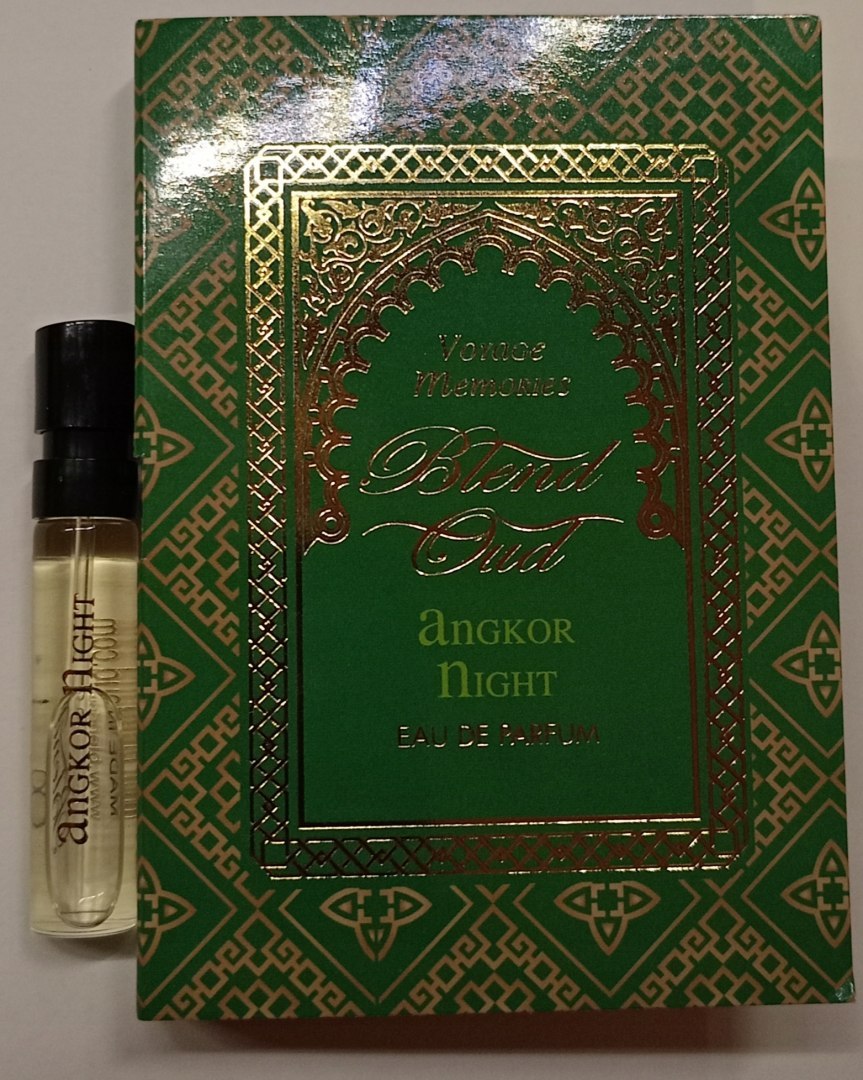 Voyage
Memories
Blend
Oud
aNGKOR
NIGHT
EAU DE PARFUM
aNGKOR NIGHT